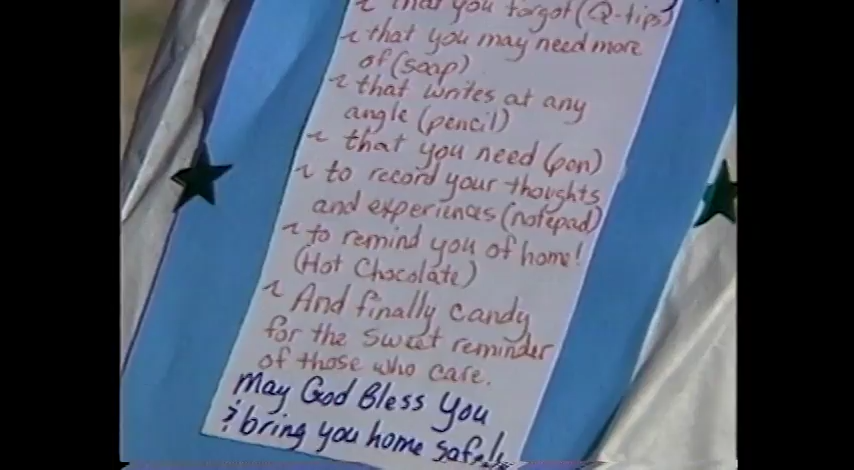 ~ that you forgot (Q-tips)
~ that you may need more
of (soap)
~ that writes at any
angle (pencil)
~ that you need (pen)
~ to record your thoughts
and experiences (notepad)
~ to remind you of home!
(Hot Chocolate)
~ And finally candy
for the sweet reminder
of those who care.
May God Bless You
& bring you home safely